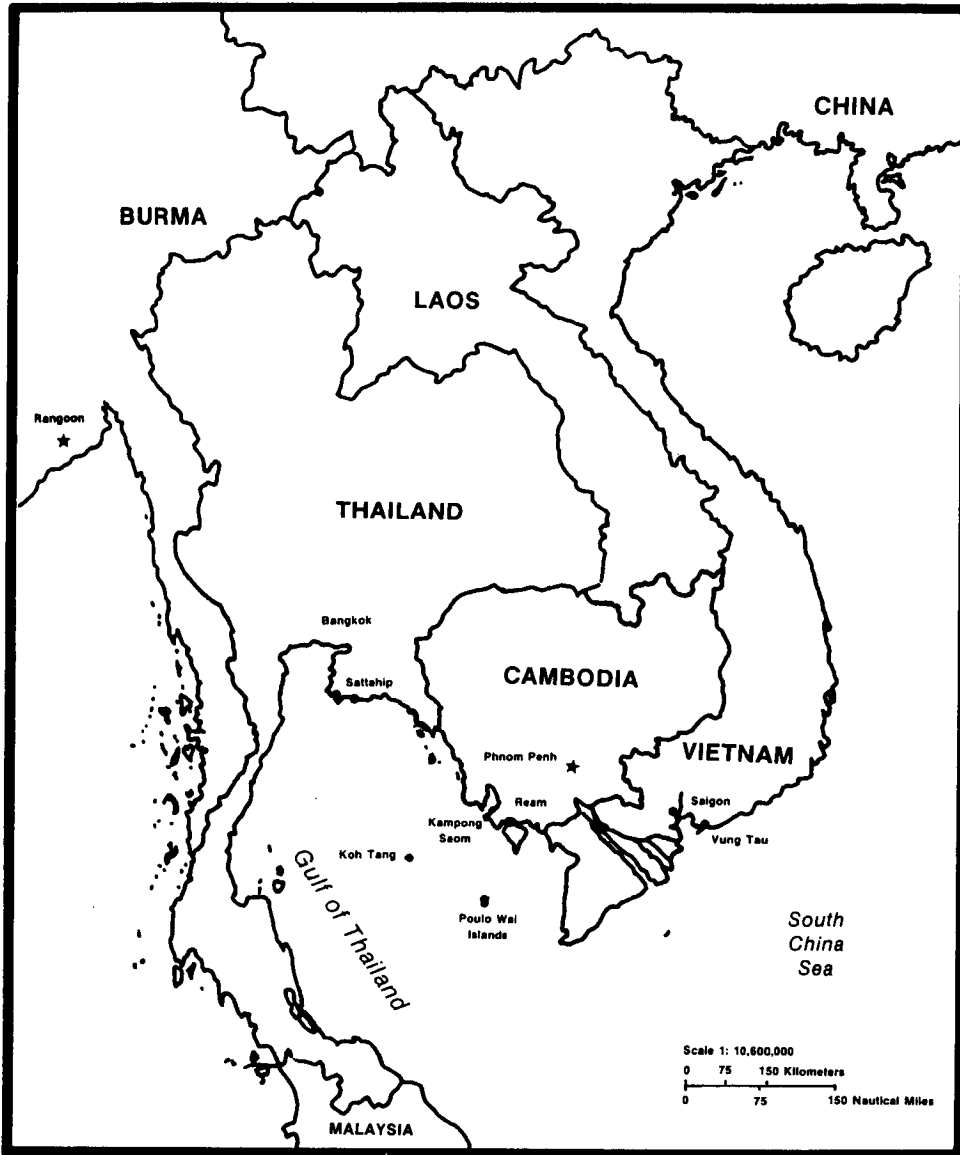 CHINA
BURMA
LAOS
Rangoon
THAILAND
Bangkok
Sattahip
CAMBODIA
Phnom Penh
VIETNAM
Ream
Saigon
Kampong
Saom
Vung Tau
Koh Tang
Gulf of Thailand
Poulo Wai
Islands
South
China
Sea
Scale 1: 10,600,000
0 75 150 Kilometers
0 75 150 Nautical Miles
MALAYSIA